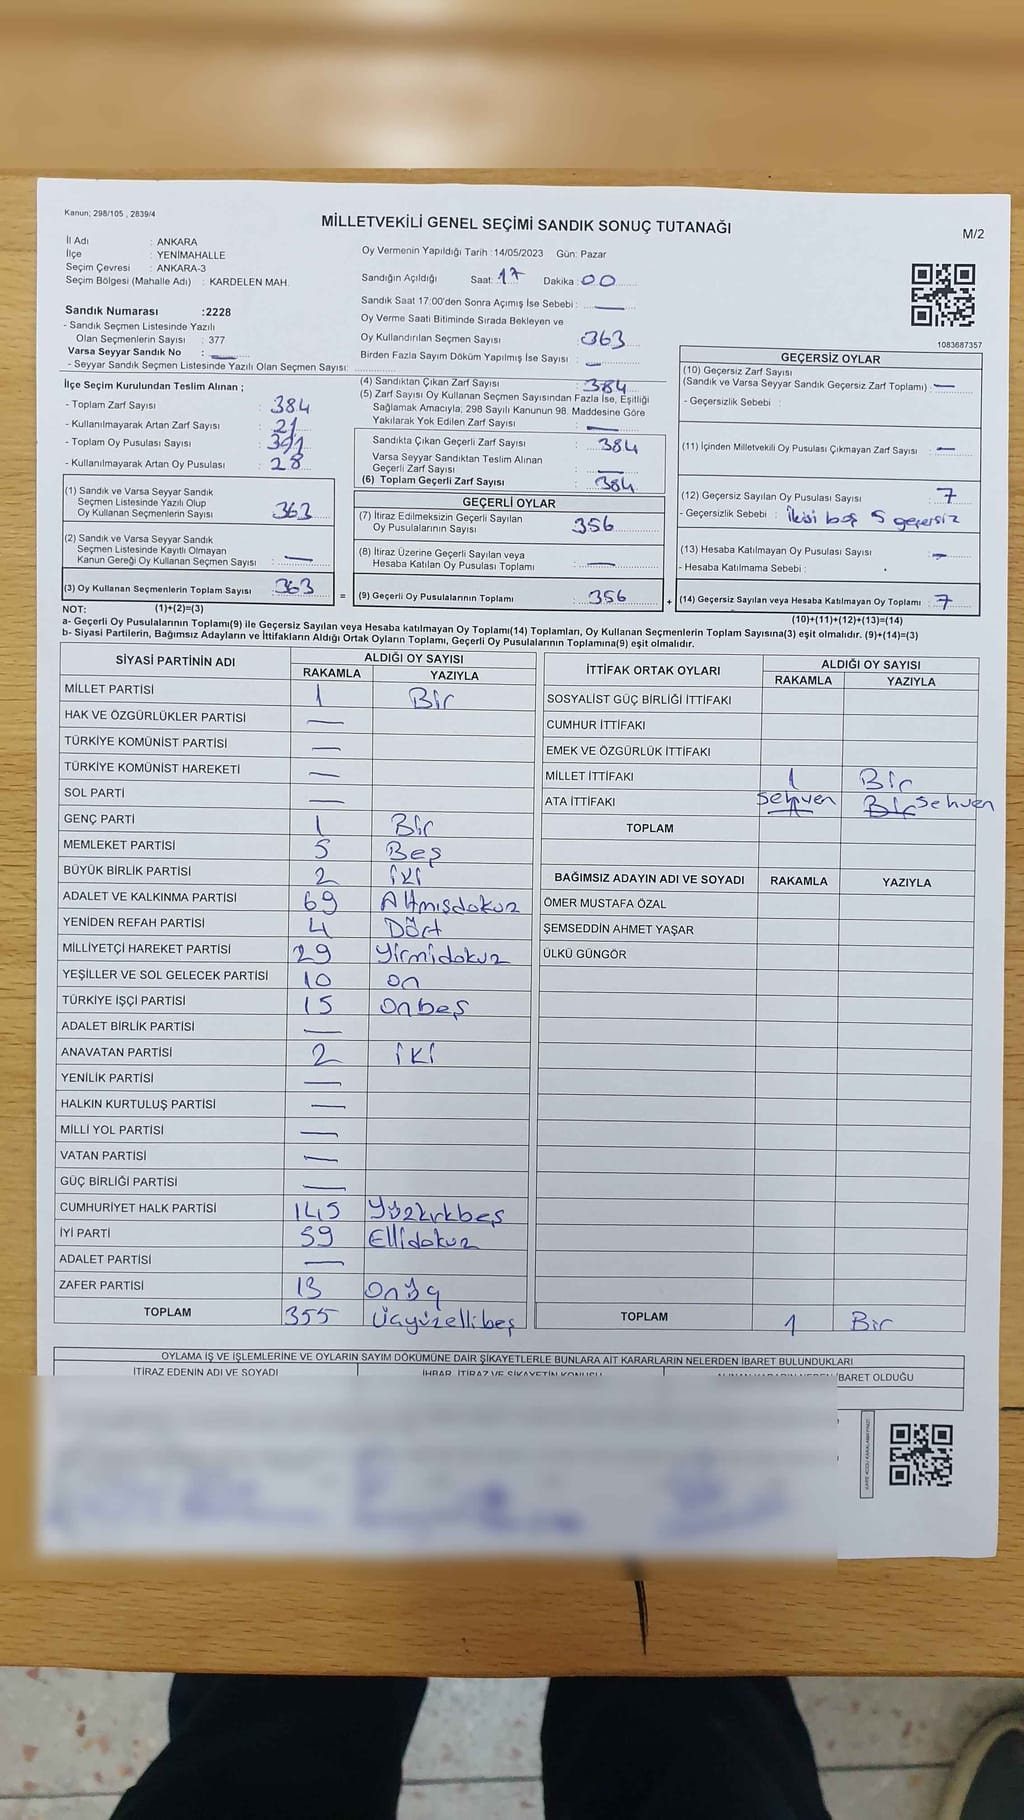 Kanun; 298/105 , 2839/4
MİLLETVEKİLİ GENEL SEÇİMİ SANDIK SONUÇ TUTANAĞI
M/2
İl Adı : ANKARA
İlçe : YENİMAHALLE
Seçim Çevresi : ANKARA-3
Seçim Bölgesi (Mahalle Adı) : KARDELEN MAH.
Oy Vermenin Yapıldığı Tarih :14/05/2023 Gün: Pazar
Sandığın Açıldığı Saat: 17 Dakika: 00
Sandık Saat 17:00'den Sonra Açımış İse Sebebi : —
Oy Verme Saati Bitiminde Sırada Bekleyen ve
Oy Kullandırılan Seçmen Sayısı : 363
Birden Fazla Sayım Döküm Yapılmış İse Sayısı : —
1083687357
Sandık Numarası :2228
- Sandık Seçmen Listesinde Yazılı
Olan Seçmenlerin Sayısı : 377
Varsa Seyyar Sandık No : —
- Seyyar Sandık Seçmen Listesinde Yazılı Olan Seçmen Sayısı:
İlçe Seçim Kurulundan Teslim Alınan ;
- Toplam Zarf Sayısı : 384
- Kullanılmayarak Artan Zarf Sayısı : 21
- Toplam Oy Pusulası Sayısı : 391
- Kullanılmayarak Artan Oy Pusulası : 28
(1) Sandık ve Varsa Seyyar Sandık
Seçmen Listesinde Yazılı Olup
Oy Kullanan Seçmenlerin Sayısı : 363
(2) Sandık ve Varsa Seyyar Sandık
Seçmen Listesinde Kayıtlı Olmayan
Kanun Gereği Oy Kullanan Seçmen Sayısı : —
(3) Oy Kullanan Seçmenlerin Toplam Sayısı : 363 =
(1)+(2)=(3)
(4) Sandıktan Çıkan Zarf Sayısı : 384
(5) Zarf Sayısı Oy Kullanan Seçmen Sayısından Fazla İse, Eşitliği
Sağlamak Amacıyla, 298 Sayılı Kanunun 98. Maddesine Göre
Yakılarak Yok Edilen Zarf Sayısı : —
Sandıkta Çıkan Geçerli Zarf Sayısı : 384
Varsa Seyyar Sandıktan Teslim Alınan
Geçerli Zarf Sayısı : —
(6) Toplam Geçerli Zarf Sayısı : 384
GEÇERLİ OYLAR
(7) İtiraz Edilmeksizin Geçerli Sayılan
Oy Pusulalarının Sayısı : 356
(8) İtiraz Üzerine Geçerli Sayılan veya
Hesaba Katılan Oy Pusulası Toplamı : —
(9) Geçerli Oy Pusulalarının Toplamı : 356 +
GEÇERSİZ OYLAR
(10) Geçersiz Zarf Sayısı
(Sandık ve Varsa Seyyar Sandık Geçersiz Zarf Toplamı) : —
- Geçersizlik Sebebi :
(11) İçinden Milletvekili Oy Pusulası Çıkmayan Zarf Sayısı : —
(12) Geçersiz Sayılan Oy Pusulası Sayısı : 7
- Geçersizlik Sebebi : İkisi boş 5 geçersiz
(13) Hesaba Katılmayan Oy Pusulası Sayısı : —
- Hesaba Katılmama Sebebi :
(14) Geçersiz Sayılan veya Hesaba Katılmayan Oy Toplamı : 7
(10)+(11)+(12)+(13)=(14)
NOT:
a- Geçerli Oy Pusulalarının Toplamı(9) ile Geçersiz Sayılan veya Hesaba katılmayan Oy Toplamı(14) Toplamları, Oy Kullanan Seçmenlerin Toplam Sayısına(3) eşit olmalıdır. (9)+(14)=(3)
b- Siyasi Partilerin, Bağımsız Adayların ve İttifakların Aldığı Ortak Oyların Toplamı, Geçerli Oy Pusulalarının Toplamına(9) eşit olmalıdır.
SİYASİ PARTİNİN ADI ALDIĞI OY SAYISI
RAKAMLA YAZIYLA
MİLLET PARTİSİ 1 Bir
HAK VE ÖZGÜRLÜKLER PARTİSİ —
TÜRKİYE KOMÜNİST PARTİSİ —
TÜRKİYE KOMÜNİST HAREKETİ —
SOL PARTİ —
GENÇ PARTİ 1 Bir
MEMLEKET PARTİSİ 5 Beş
BÜYÜK BİRLİK PARTİSİ 2 İki
ADALET VE KALKINMA PARTİSİ 69 Altmışdokuz
YENİDEN REFAH PARTİSİ 4 Dört
MİLLİYETÇİ HAREKET PARTİSİ 29 Yirmidokuz
YEŞİLLER VE SOL GELECEK PARTİSİ 10 On
TÜRKİYE İŞÇİ PARTİSİ 15 Onbeş
ADALET BİRLİK PARTİSİ —
ANAVATAN PARTİSİ 2 İki
YENİLİK PARTİSİ —
HALKIN KURTULUŞ PARTİSİ —
MİLLİ YOL PARTİSİ —
VATAN PARTİSİ —
GÜÇ BİRLİĞİ PARTİSİ —
CUMHURİYET HALK PARTİSİ 145 Yüzkırkbeş
İYİ PARTİ 59 Ellidokuz
ADALET PARTİSİ —
ZAFER PARTİSİ 13 Onüç
TOPLAM 355 Üçyüzellibeş
İTTİFAK ORTAK OYLARI ALDIĞI OY SAYISI
RAKAMLA YAZIYLA
SOSYALİST GÜÇ BİRLİĞİ İTTİFAKI
CUMHUR İTTİFAKI
EMEK VE ÖZGÜRLÜK İTTİFAKI
MİLLET İTTİFAKI 1 Bir
ATA İTTİFAKI sehven Bir sehven
TOPLAM
BAĞIMSIZ ADAYIN ADI VE SOYADI RAKAMLA YAZIYLA
ÖMER MUSTAFA ÖZAL
ŞEMSEDDİN AHMET YAŞAR
ÜLKÜ GÜNGÖR
TOPLAM 1 Bir
OYLAMA İŞ VE İŞLEMLERİNE VE OYLARIN SAYIM DÖKÜMÜNE DAİR ŞİKAYETLERLE BUNLARA AİT KARARLARIN NELERDEN İBARET BULUNDUKLARI
İTİRAZ EDENİN ADI VE SOYADI İHBAR, İTİRAZ VE ŞİKAYETİN KONUSU İBARET OLDUĞU